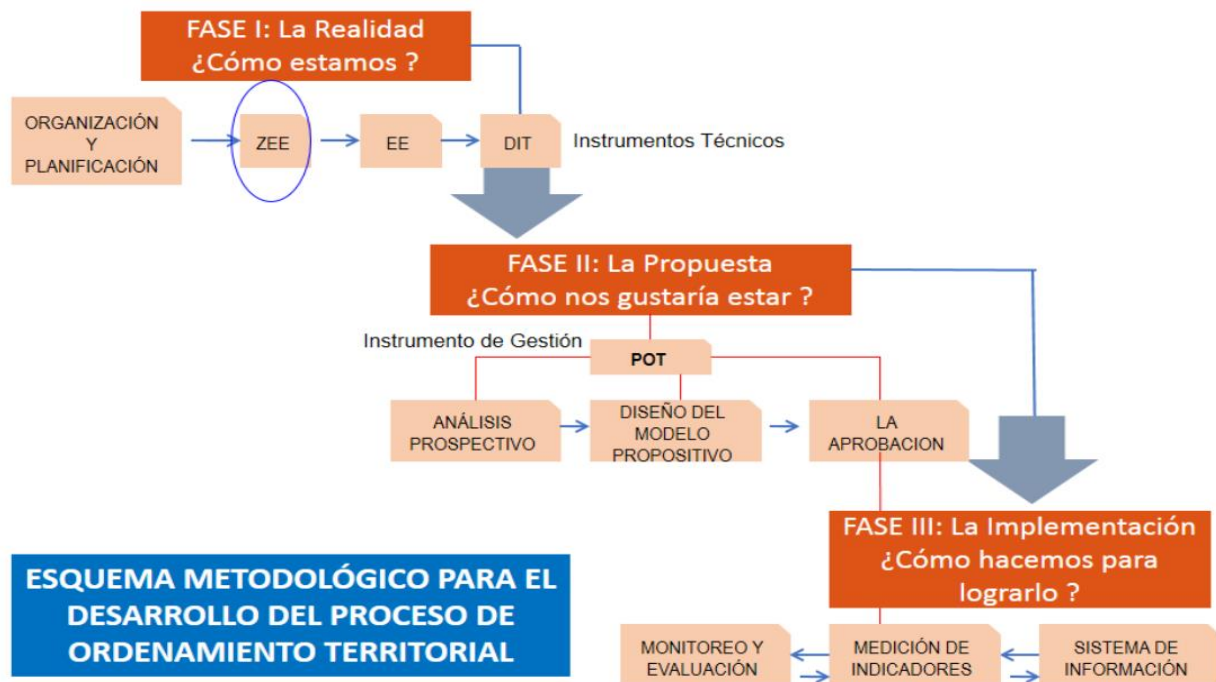 FASE I: La Realidad
¿Cómo estamos ?
ORGANIZACIÓN
Y
PLANIFICACIÓN
ZEE
EE
DIT
Instrumentos Técnicos
FASE II: La Propuesta
¿Cómo nos gustaría estar ?
Instrumento de Gestión
POT
ANÁLISIS
PROSPECTIVO
DISEÑO DEL
MODELO
PROPOSITIVO
LA
APROBACION
FASE III: La Implementación
¿Cómo hacemos para
lograrlo ?
ESQUEMA METODOLÓGICO PARA EL
DESARROLLO DEL PROCESO DE
ORDENAMIENTO TERRITORIAL
MONITOREO Y
EVALUACIÓN
MEDICIÓN DE
INDICADORES
SISTEMA DE
INFORMACIÓN